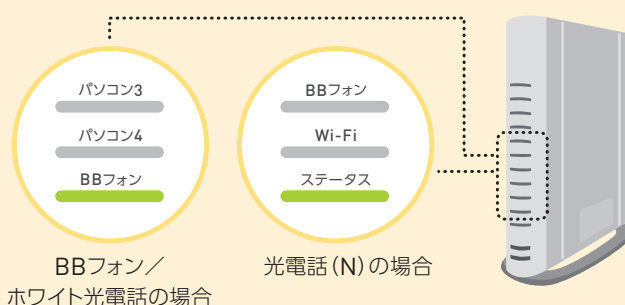 パソコン3
パソコン4
BBフォン
BBフォン／
ホワイト光電話の場合
BBフォン
Wi-Fi
ステータス
光電話(N)の場合